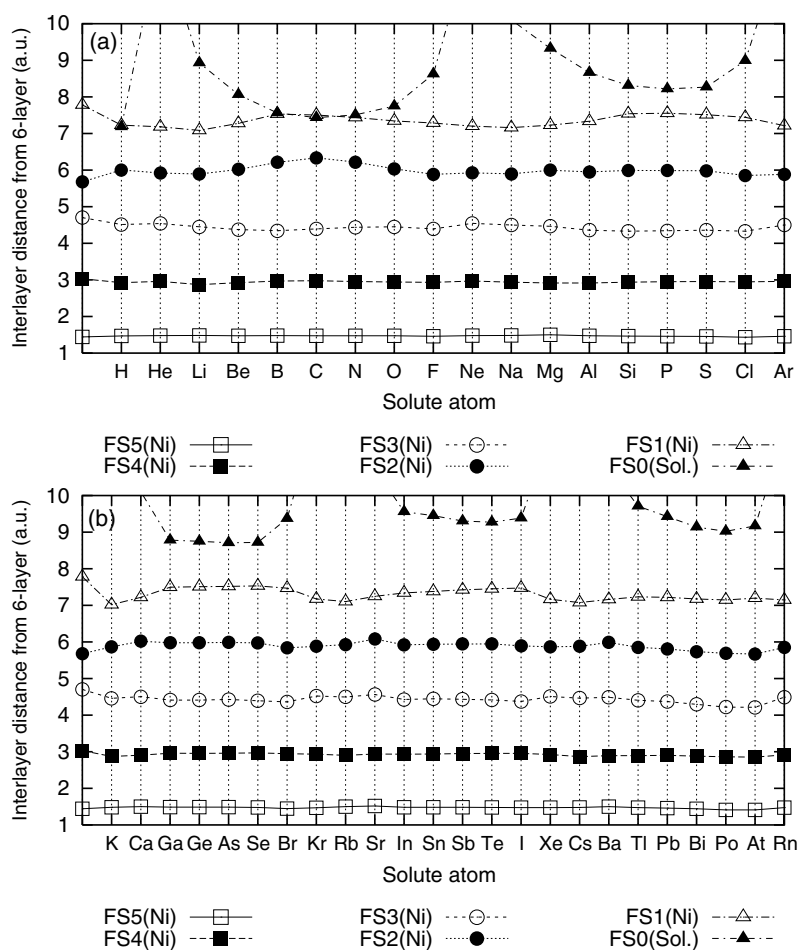 (a)
Interlayer distance from 6-layer (a.u.)
10
9
8
7
6
5
4
3
2
1
H He Li Be B C N O F Ne Na Mg Al Si P S Cl Ar
Solute atom
FS5(Ni) FS3(Ni) FS1(Ni)
FS4(Ni) FS2(Ni) FS0(Sol.)
(b)
Interlayer distance from 6-layer (a.u.)
10
9
8
7
6
5
4
3
2
1
K Ca Ga Ge As Se Br Kr Rb Sr In Sn Sb Te I Xe Cs Ba Tl Pb Bi Po At Rn
Solute atom
FS5(Ni) FS3(Ni) FS1(Ni)
FS4(Ni) FS2(Ni) FS0(Sol.)